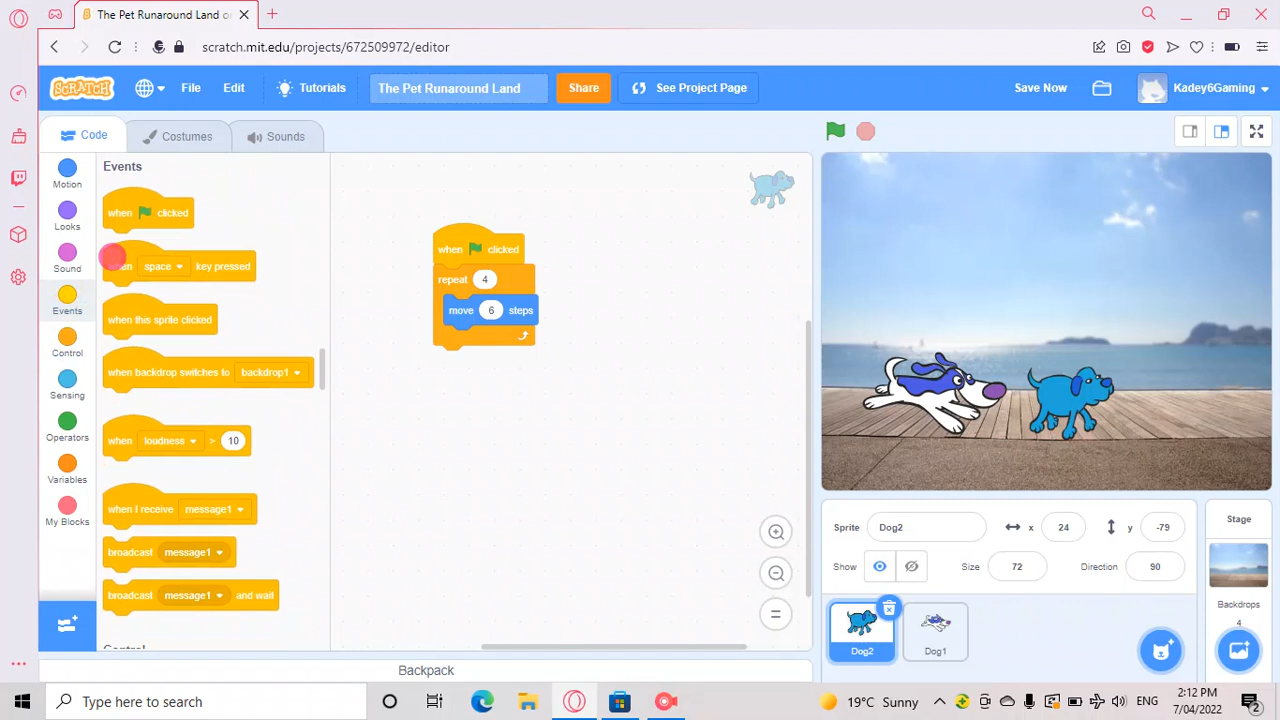 The Pet Runaround Land o
scratch.mit.edu/projects/672509972/editor
SCRATCH
File
Edit
Tutorials
The Pet Runaround Land
Share
See Project Page
Save Now
Kadey6Gaming
Code
Costumes
Sounds
Motion
Looks
Sound
Events
Control
Sensing
Operators
Variables
My Blocks
Events
when clicked
space key pressed
when this sprite clicked
when backdrop switches to backdrop1
when loudness > 10
when I receive message1
broadcast message1
broadcast message1 and wait
when clicked
repeat 4
move 6 steps
Sprite Dog2 x 24 y -79
Show Size 72 Direction 90
Dog2
Dog1
Stage
Backdrops
4
Backpack
Type here to search
19°C Sunny
ENG
2:12 PM
7/04/2022
2